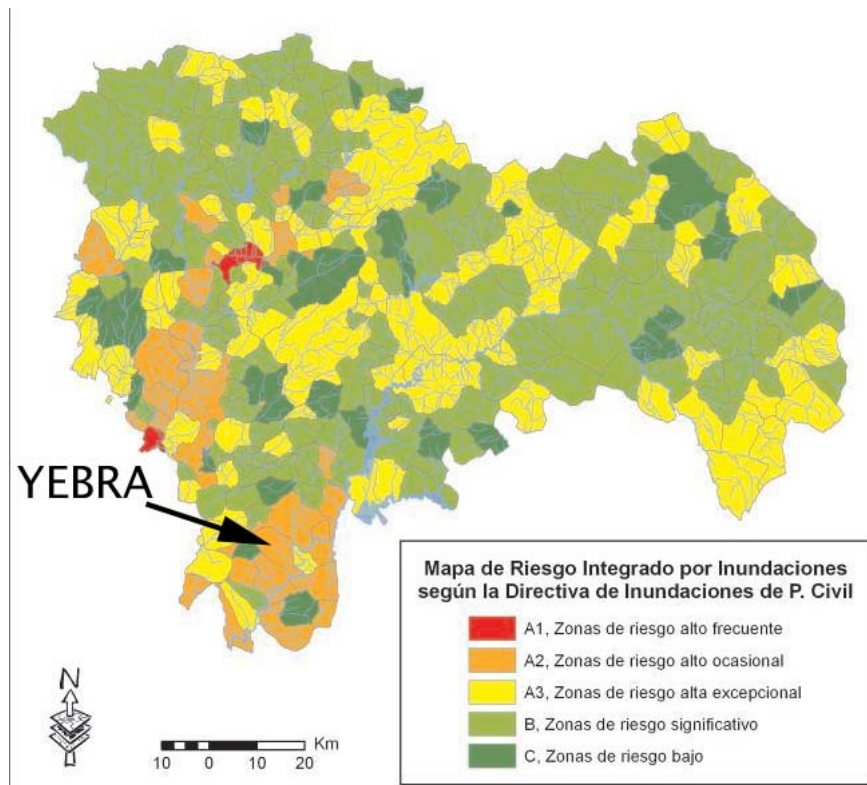 YEBRA
Mapa de Riesgo Integrado por Inundaciones
según la Directiva de Inundaciones de P. Civil
A1, Zonas de riesgo alto frecuente
A2, Zonas de riesgo alto ocasional
A3, Zonas de riesgo alta excepcional
B, Zonas de riesgo significativo
C, Zonas de riesgo bajo
N
Km
10 0 10 20